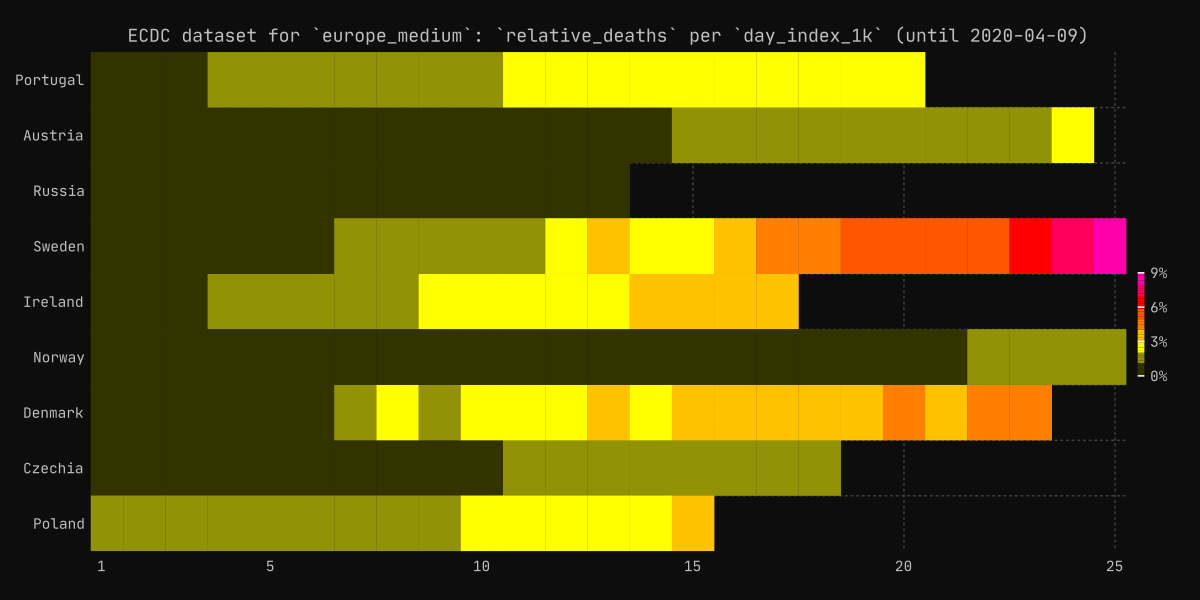 ECDC dataset for `europe_medium`: `relative_deaths` per `day_index_1k` (until 2020-04-09)
Portugal
Austria
Russia
Sweden
Ireland
Norway
Denmark
Czechia
Poland
9%
6%
3%
0%
1 5 10 15 20 25